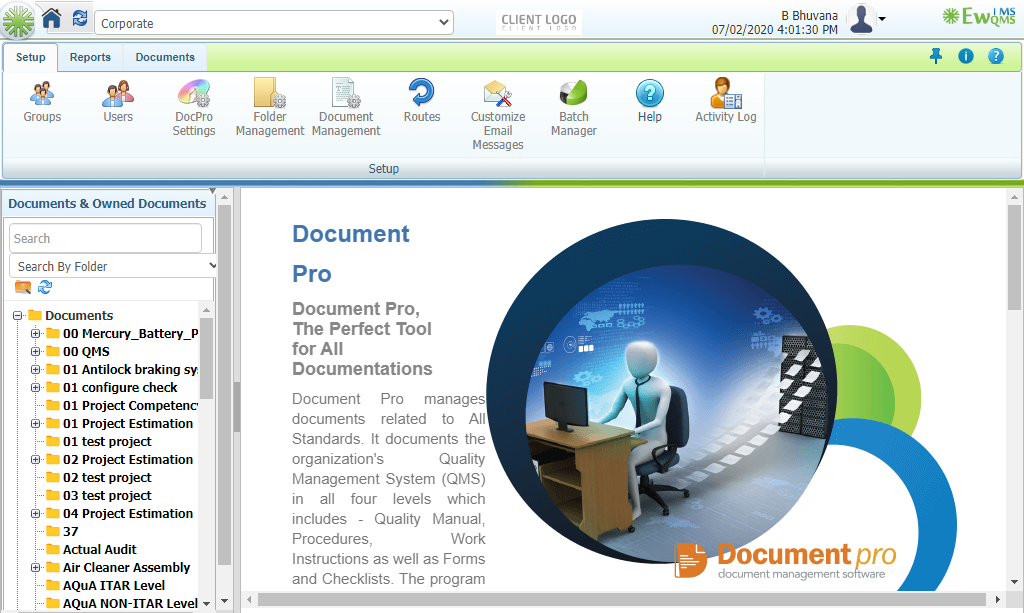 Corporate
CLIENT LOGO
CLIENT LOGO
B Bhuvana
07/02/2020 4:01:30 PM
Ew LMS
QMS
Setup
Reports
Documents
Groups
Users
DocPro
Settings
Folder
Management
Document
Management
Routes
Customize
Email
Messages
Batch
Manager
Help
Activity Log
Setup
Documents & Owned Documents
Search
Search By Folder
Documents
00 Mercury_Battery_P
00 QMS
01 Antilock braking sy
01 configure check
01 Project Competency
01 Project Estimation
01 test project
02 Project Estimation
02 test project
03 test project
04 Project Estimation
37
Actual Audit
Air Cleaner Assembly
AQuA ITAR Level
AQuA NON-ITAR Level
Document
Pro
Document Pro,
The Perfect Tool
for All
Documentations
Document Pro manages
documents related to All
Standards. It documents the
organization's Quality
Management System (QMS)
in all four levels which
includes - Quality Manual,
Procedures, Work
Instructions as well as Forms
and Checklists. The program
Document pro
document management software